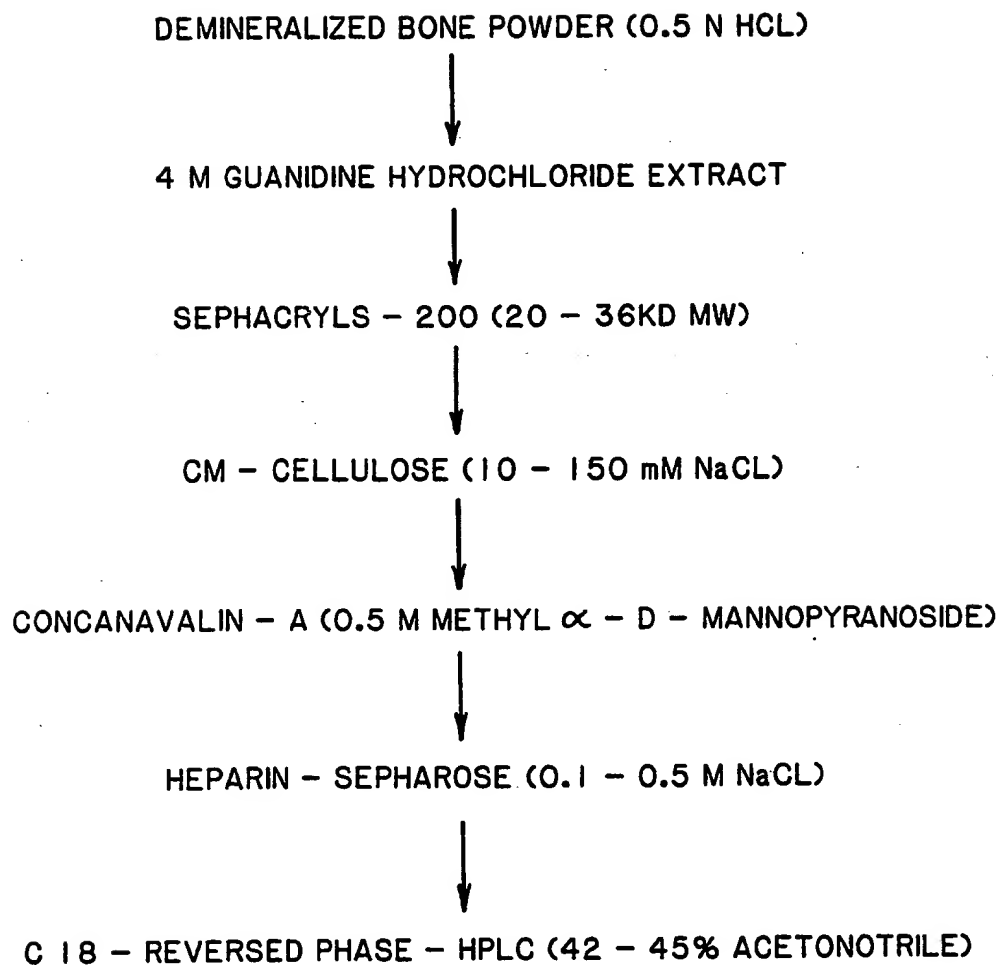 DEMINERALIZED BONE POWDER (0.5 N HCL)
4 M GUANIDINE HYDROCHLORIDE EXTRACT
SEPHACRYLS - 200 (20 - 36KD MW)
CM - CELLULOSE (10 - 150 mM NaCL)
CONCANAVALIN - A (0.5 M METHYL ∝ - D - MANNOPYRANOSIDE)
HEPARIN - SEPHAROSE (0.1 - 0.5 M NaCL)
C 18 - REVERSED PHASE - HPLC (42 - 45% ACETONOTRILE)